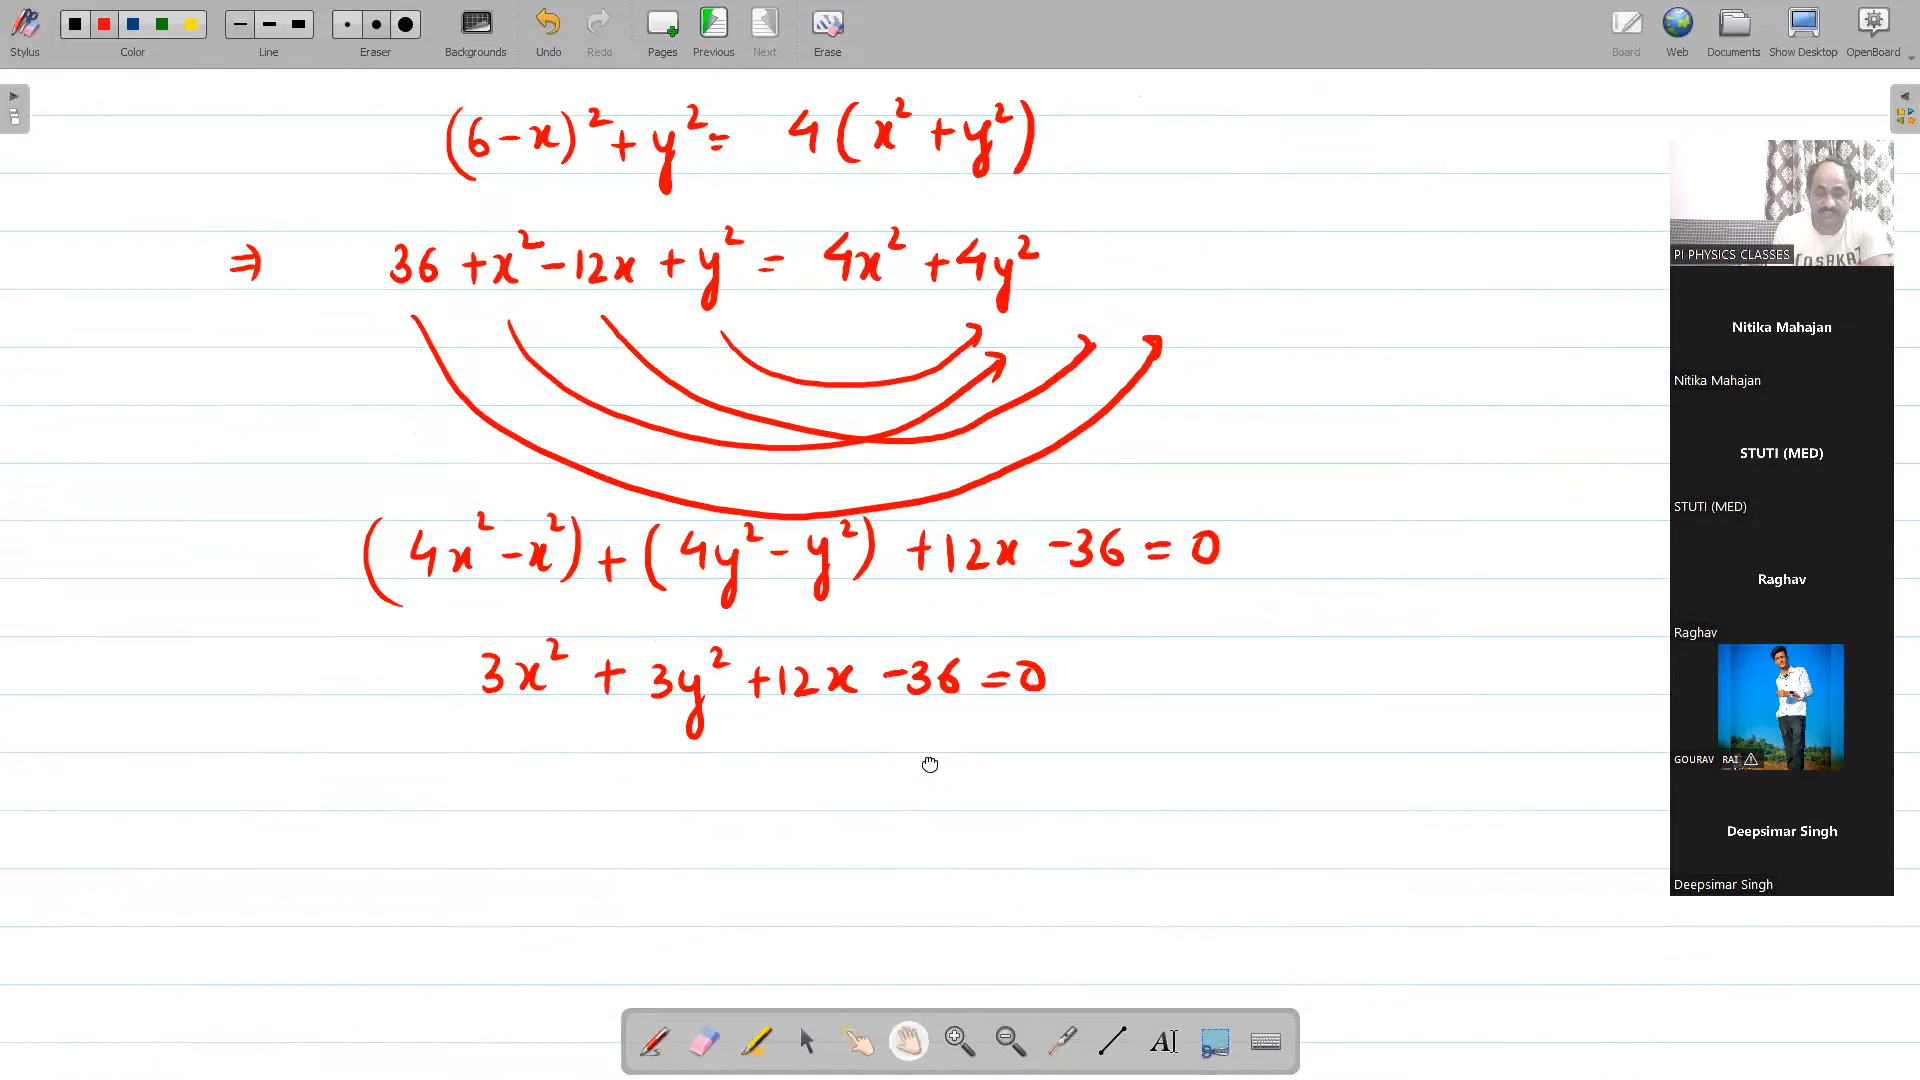 Stylus Color Line Eraser Backgrounds Undo Redo Pages Previous Next Erase Board Web Documents Show Desktop OpenBoard
(6-x)² + y² = 4(x² + y²)
⇒ 36 + x² - 12x + y² = 4x² + 4y²
(4x² - x²) + (4y² - y²) + 12x - 36 = 0
3x² + 3y² + 12x - 36 = 0
PI PHYSICS CLASSES
Nitika Mahajan
Nitika Mahajan
STUTI (MED)
STUTI (MED)
Raghav
Raghav
GOURAV RAI
Deepsimar Singh
Deepsimar Singh
AI